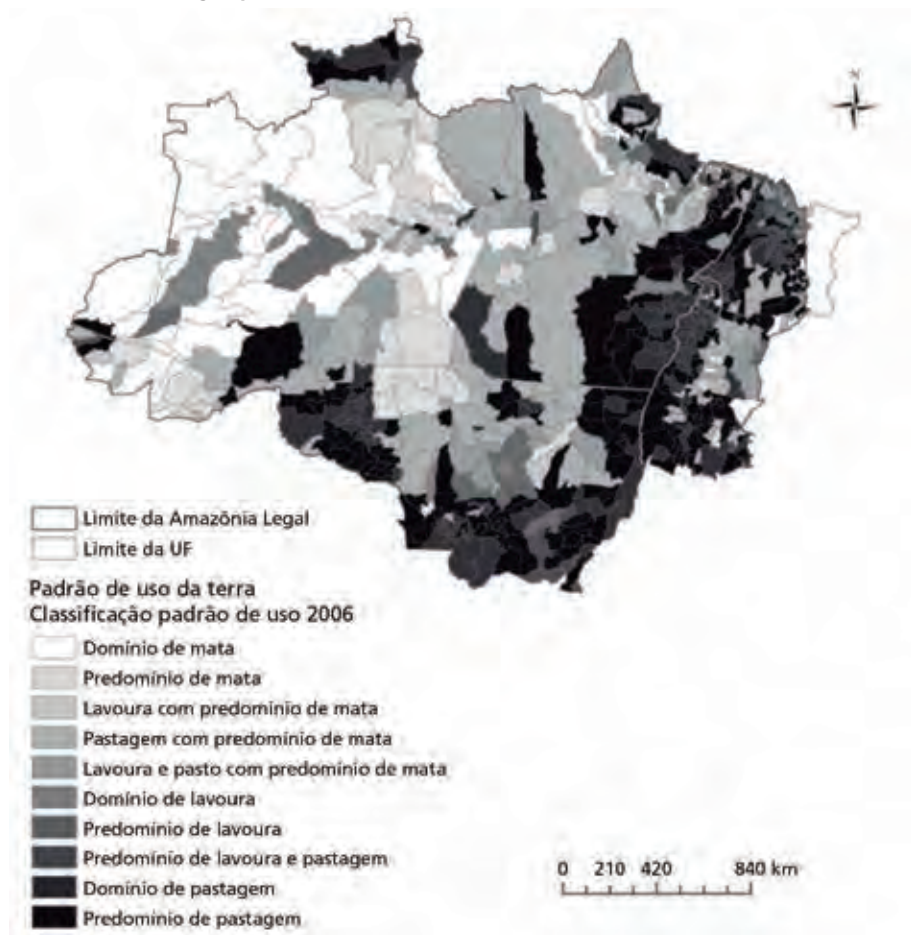 N
Limite da Amazônia Legal
Limite da UF
Padrão de uso da terra
Classificação padrão de uso 2006
Domínio de mata
Predomínio de mata
Lavoura com predomínio de mata
Pastagem com predomínio de mata
Lavoura e pasto com predomínio de mata
Domínio de lavoura
Predomínio de lavoura
Predomínio de lavoura e pastagem
Domínio de pastagem
Predomínio de pastagem
0 210 420 840 km